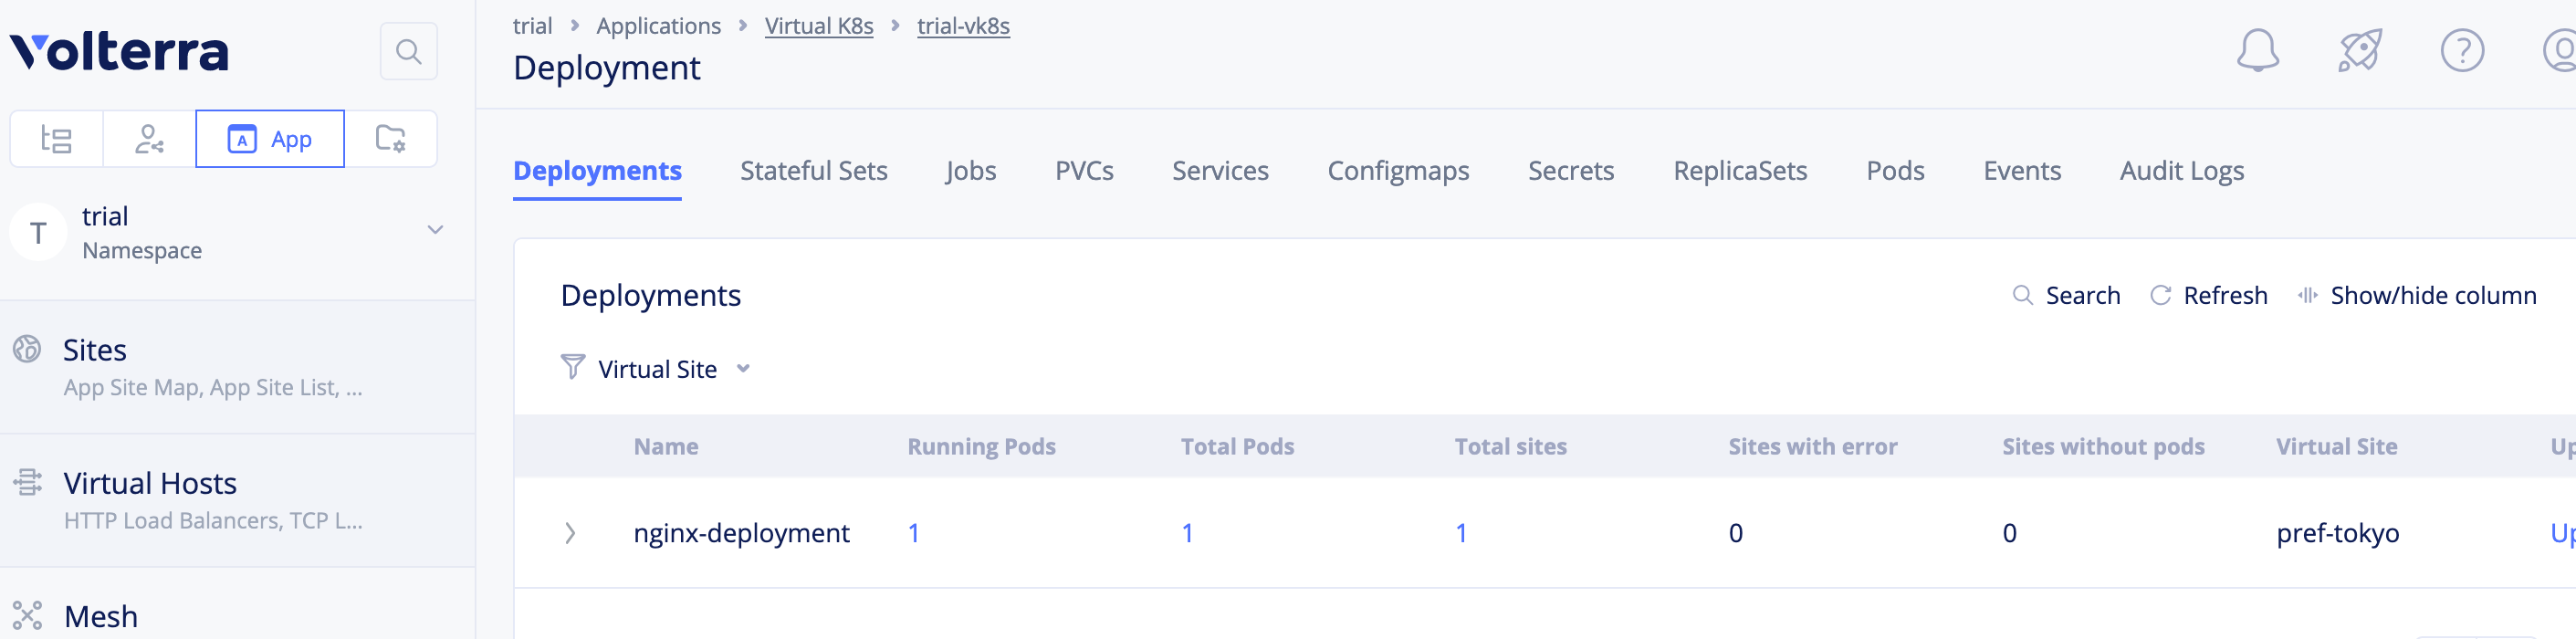 Volterra
trial > Applications > Virtual K8s > trial-vk8s
Deployment
App
T
trial
Namespace
Sites
App Site Map, App Site List, ...
Virtual Hosts
HTTP Load Balancers, TCP L...
Mesh
Deployments Stateful Sets Jobs PVCs Services Configmaps Secrets ReplicaSets Pods Events Audit Logs
Deployments
Search Refresh Show/hide column
Virtual Site
Name Running Pods Total Pods Total sites Sites with error Sites without pods Virtual Site Up
nginx-deployment 1 1 1 0 0 pref-tokyo Up